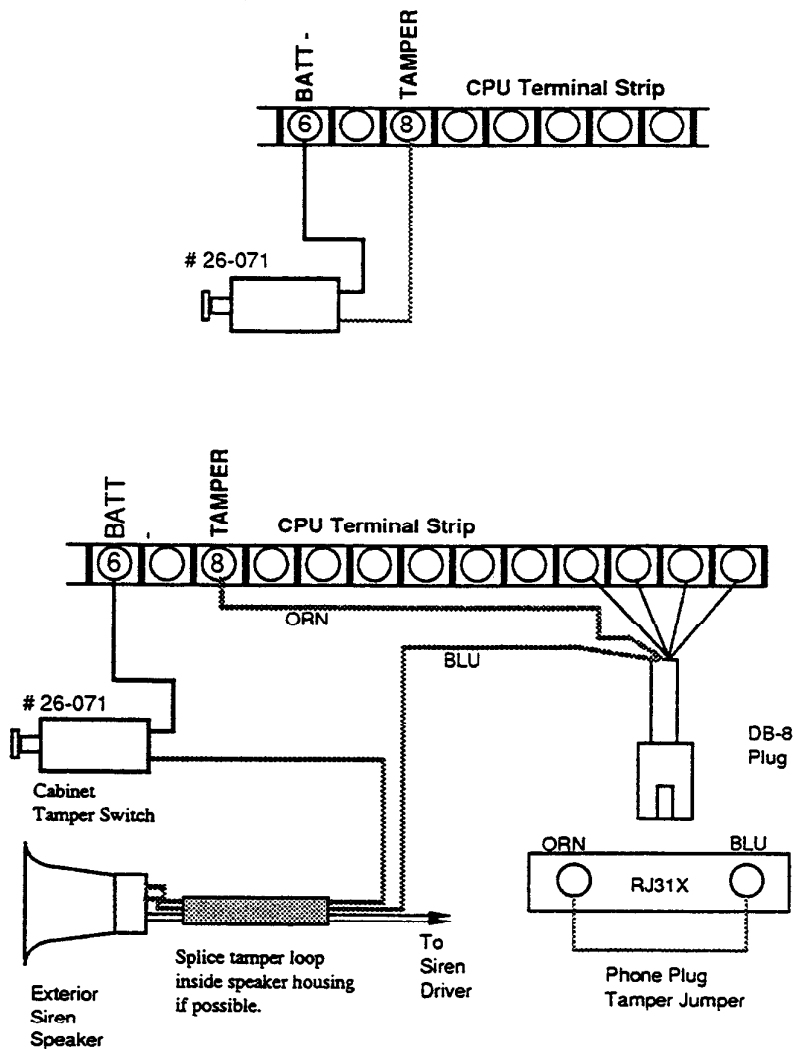 BATT -
TAMPER
CPU Terminal Strip
6
8
# 26-071
BATT -
TAMPER
CPU Terminal Strip
6
8
ORN
BLU
# 26-071
Cabinet
Tamper Switch
DB-8
Plug
ORN
BLU
RJ31X
Phone Plug
Tamper Jumper
To
Siren
Driver
Splice tamper loop
inside speaker housing
if possible.
Exterior
Siren
Speaker